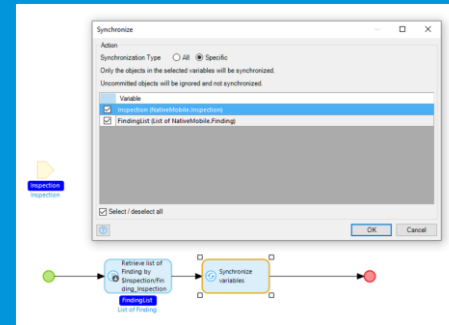 Synchronize
Action
Synchronization Type All Specific
Only the objects in the selected variables will be synchronized.
Uncommitted objects will be ignored and not synchronized.
Variable
Inspection (NativeMobile.Inspection)
FindingList (List of NativeMobile.Finding)
Select / deselect all
OK Cancel
Inspection
Inspection
Retrieve list of
Finding by
$Inspection/Fin
ding_Inspection
FindingList
List of Finding
Synchronize
variables